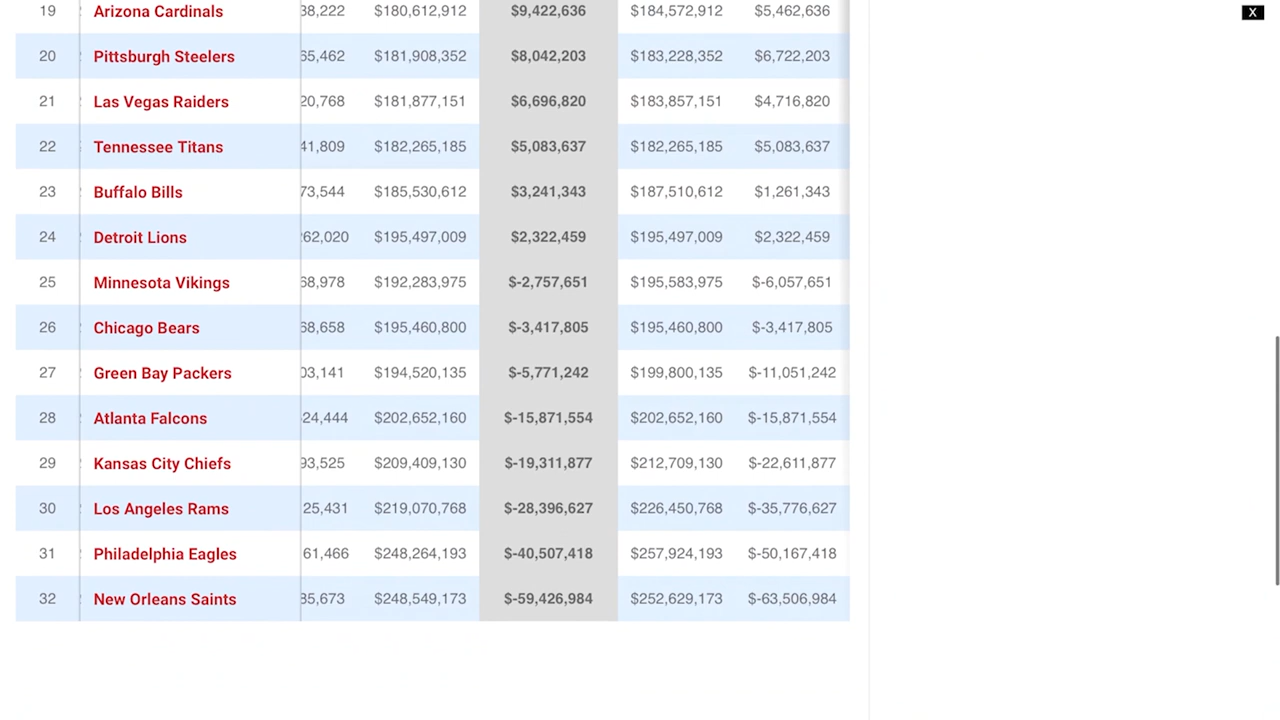 X
19 Arizona Cardinals 38,222 $180,612,912 $9,422,636 $184,572,912 $5,462,636
20 Pittsburgh Steelers 65,462 $181,908,352 $8,042,203 $183,228,352 $6,722,203
21 Las Vegas Raiders 20,768 $181,877,151 $6,696,820 $183,857,151 $4,716,820
22 Tennessee Titans 41,809 $182,265,185 $5,083,637 $182,265,185 $5,083,637
23 Buffalo Bills 73,544 $185,530,612 $3,241,343 $187,510,612 $1,261,343
24 Detroit Lions 62,020 $195,497,009 $2,322,459 $195,497,009 $2,322,459
25 Minnesota Vikings 68,978 $192,283,975 $-2,757,651 $195,583,975 $-6,057,651
26 Chicago Bears 68,658 $195,460,800 $-3,417,805 $195,460,800 $-3,417,805
27 Green Bay Packers 03,141 $194,520,135 $-5,771,242 $199,800,135 $-11,051,242
28 Atlanta Falcons 24,444 $202,652,160 $-15,871,554 $202,652,160 $-15,871,554
29 Kansas City Chiefs 93,525 $209,409,130 $-19,311,877 $212,709,130 $-22,611,877
30 Los Angeles Rams 25,431 $219,070,768 $-28,396,627 $226,450,768 $-35,776,627
31 Philadelphia Eagles 61,466 $248,264,193 $-40,507,418 $257,924,193 $-50,167,418
32 New Orleans Saints 35,673 $248,549,173 $-59,426,984 $252,629,173 $-63,506,984